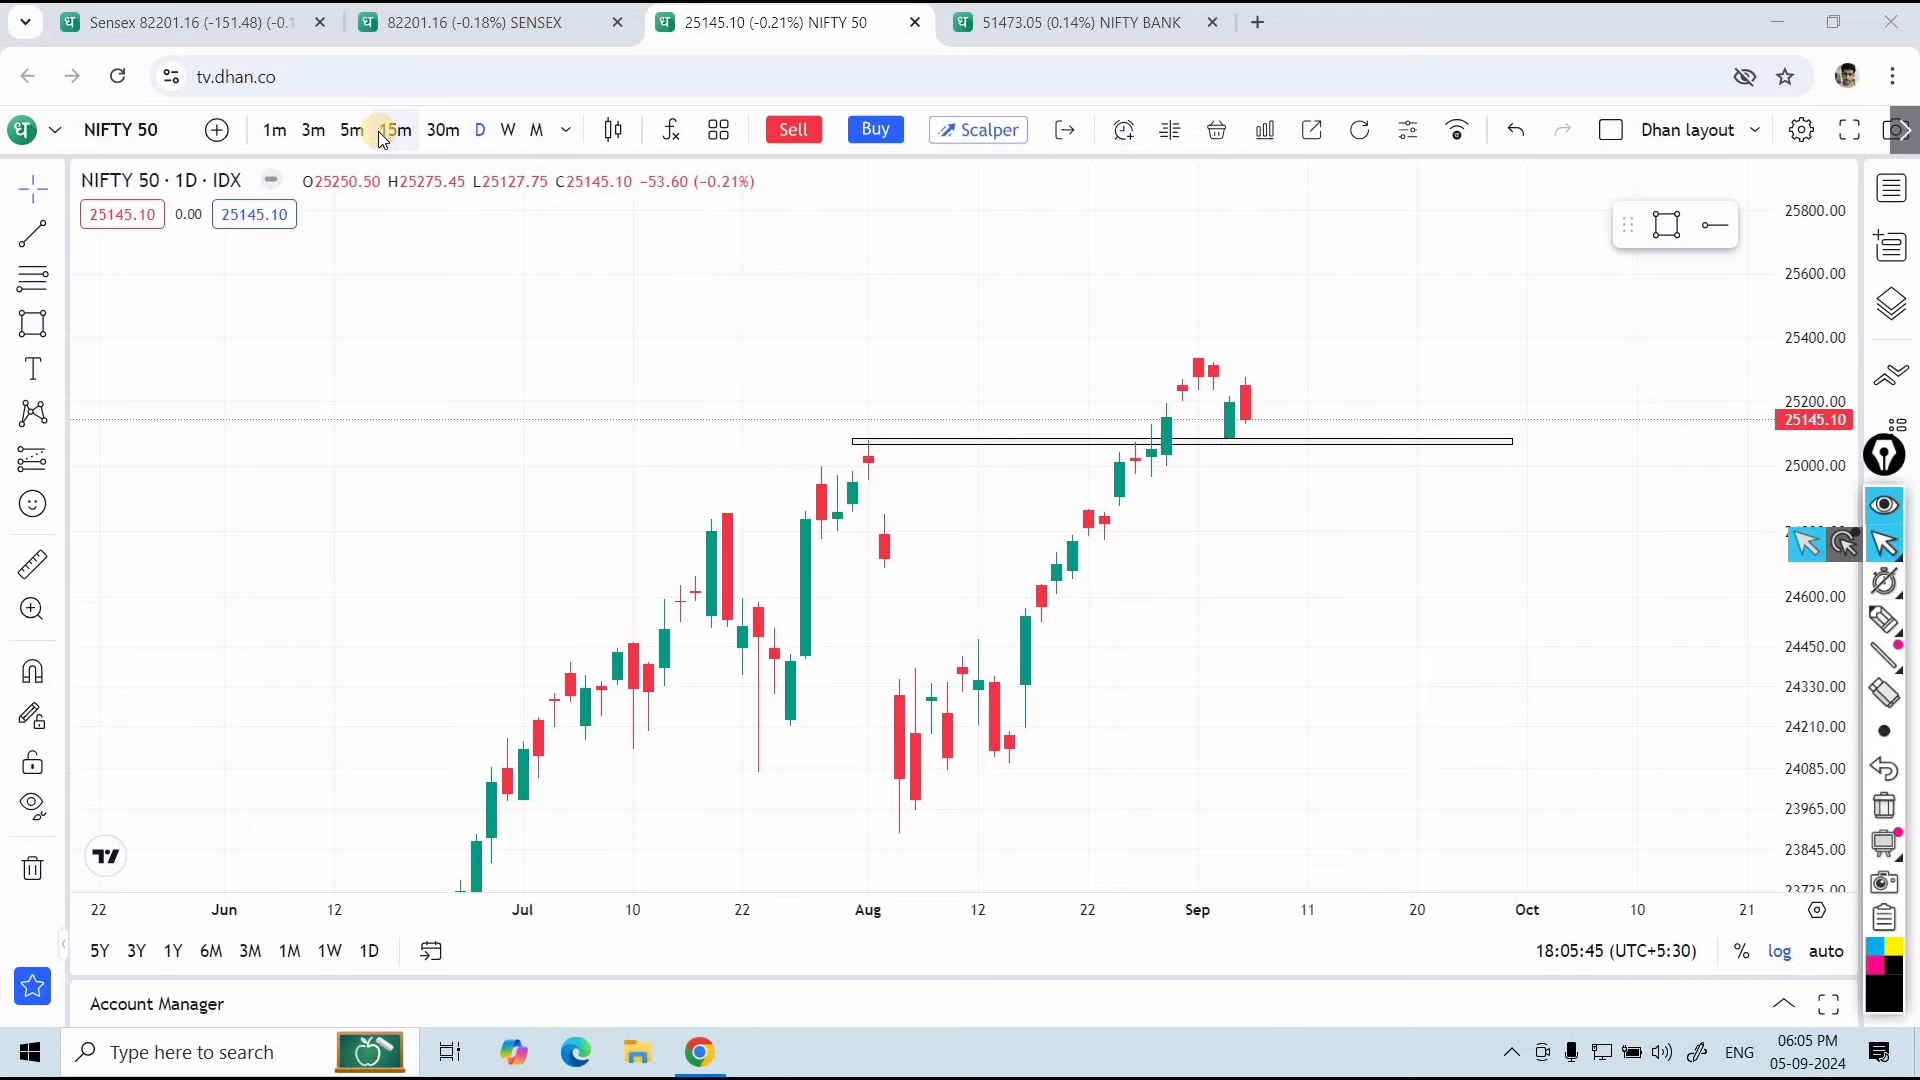 Sensex 82201.16 (-151.48) (-0.1
82201.16 (-0.18%) SENSEX
25145.10 (-0.21%) NIFTY 50
51473.05 (0.14%) NIFTY BANK
tv.dhan.co
NIFTY 50 1m 3m 5m 15m 30m D W M Sell Buy Scalper Dhan layout
NIFTY 50 · 1D · IDX O25250.50 H25275.45 L25127.75 C25145.10 −53.60 (−0.21%)
25145.10 0.00 25145.10
25800.00
25600.00
25400.00
25200.00
25145.10
25000.00
24600.00
24450.00
24330.00
24210.00
24085.00
23965.00
23845.00
23725.00
22 Jun 12 Jul 10 22 Aug 12 22 Sep 11 20 Oct 10 21
5Y 3Y 1Y 6M 3M 1M 1W 1D 18:05:45 (UTC+5:30) % log auto
Account Manager
Type here to search
ENG
06:05 PM
05-09-2024